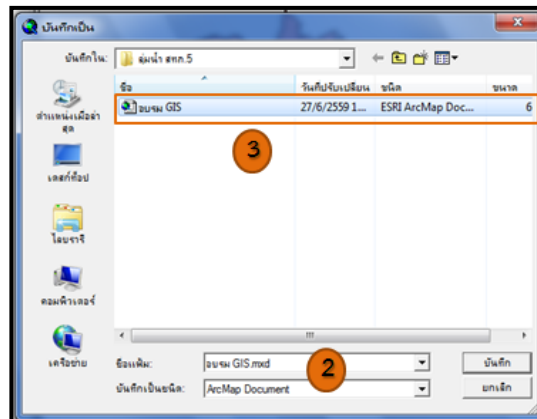 บันทึกเป็น
บันทึกใน: ลุ่มน้ำ สทภ.5
ชื่อ วันที่ปรับเปลี่ยน ชนิด ขนาด
อบรม GIS 27/6/2559 1... ESRI ArcMap Doc... 6
ตำแหน่งเมื่อล่าสุด
3
เดสก์ท็อป
ไลบรารี
คอมพิวเตอร์
เครือข่าย
ชื่อแฟ้ม: อบรม GIS.mxd 2 บันทึก
บันทึกเป็นชนิด: ArcMap Document ยกเลิก